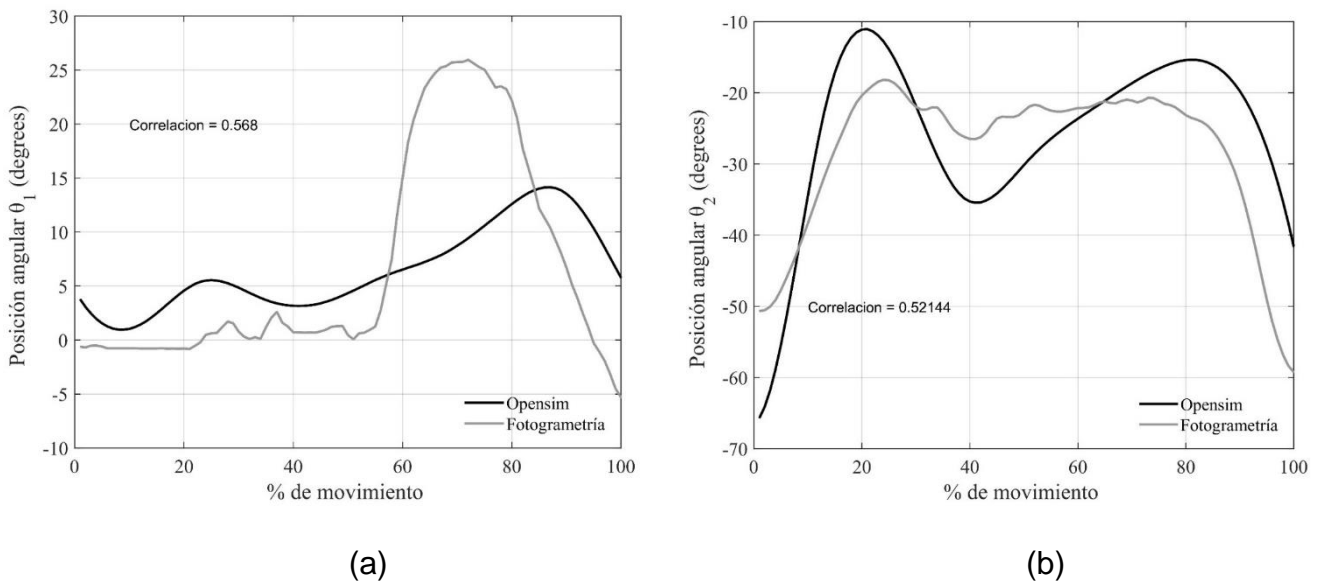 30
25
20
15
10
5
0
-5
-10
Posición angular θ_1 (degrees)
Correlacion = 0.568
Opensim
Fotogrametría
0 20 40 60 80 100
% de movimiento
(a)
-10
-20
-30
-40
-50
-60
-70
Posición angular θ_2 (degrees)
Correlacion = 0.52144
Opensim
Fotogrametría
0 20 40 60 80 100
% de movimiento
(b)